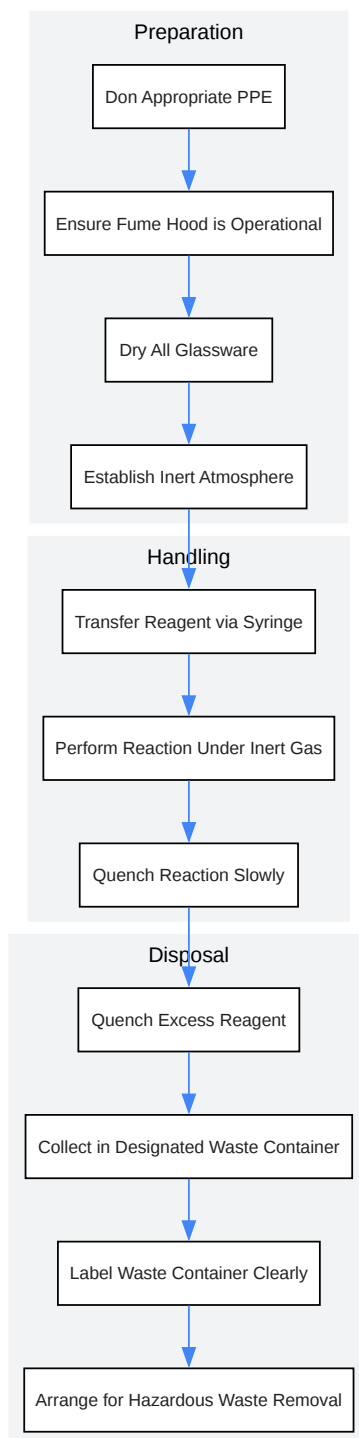 Preparation
Don Appropriate PPE
Ensure Fume Hood is Operational
Dry All Glassware
Establish Inert Atmosphere
Handling
Transfer Reagent via Syringe
Perform Reaction Under Inert Gas
Quench Reaction Slowly
Disposal
Quench Excess Reagent
Collect in Designated Waste Container
Label Waste Container Clearly
Arrange for Hazardous Waste Removal